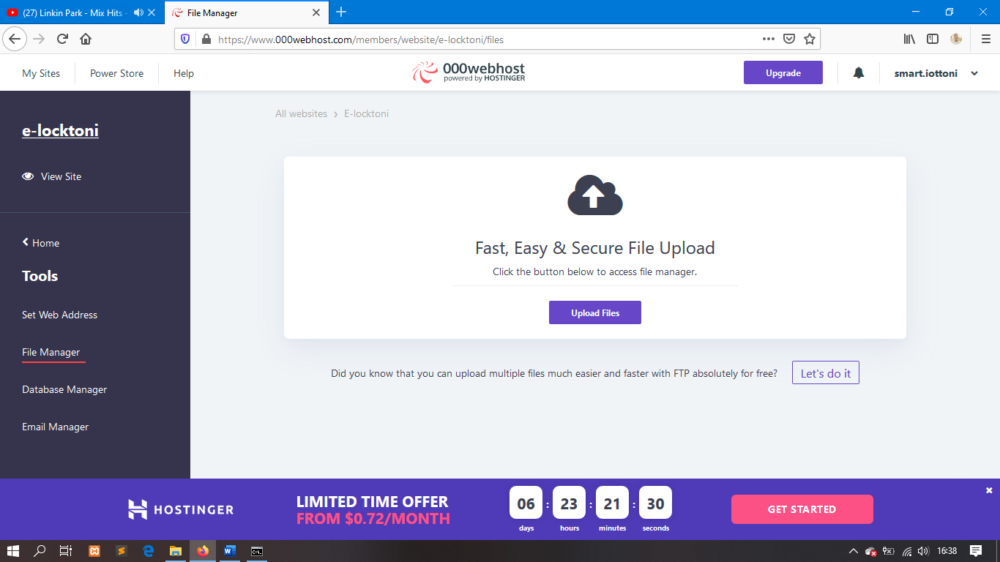 (27) Linkin Park - Mix Hits -
File Manager
https://www.000webhost.com/members/website/e-locktoni/files
My Sites
Power Store
Help
000webhost
powered by HOSTINGER
Upgrade
smart.iottoni
e-locktoni
View Site
Home
Tools
Set Web Address
File Manager
Database Manager
Email Manager
All websites > E-locktoni
Fast, Easy & Secure File Upload
Click the button below to access file manager.
Upload Files
Did you know that you can upload multiple files much easier and faster with FTP absolutely for free?
Let's do it
HOSTINGER
LIMITED TIME OFFER
FROM $0.72/MONTH
06 : 23 : 21 : 30
days hours minutes seconds
GET STARTED
16:38